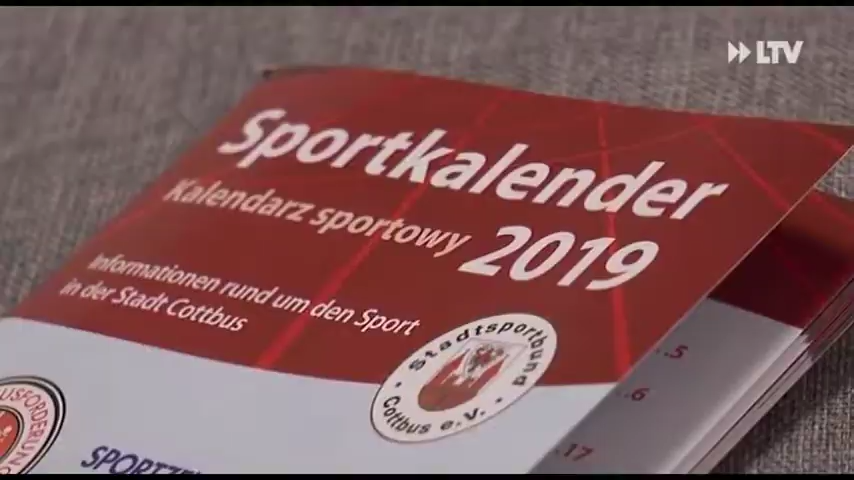 LTV
Sportkalender
Kalendarz sportowy 2019
Informationen rund um den Sport
in der Stadt Cottbus
Stadtsportbund
Cottbus e.V.
.5
.6
.17